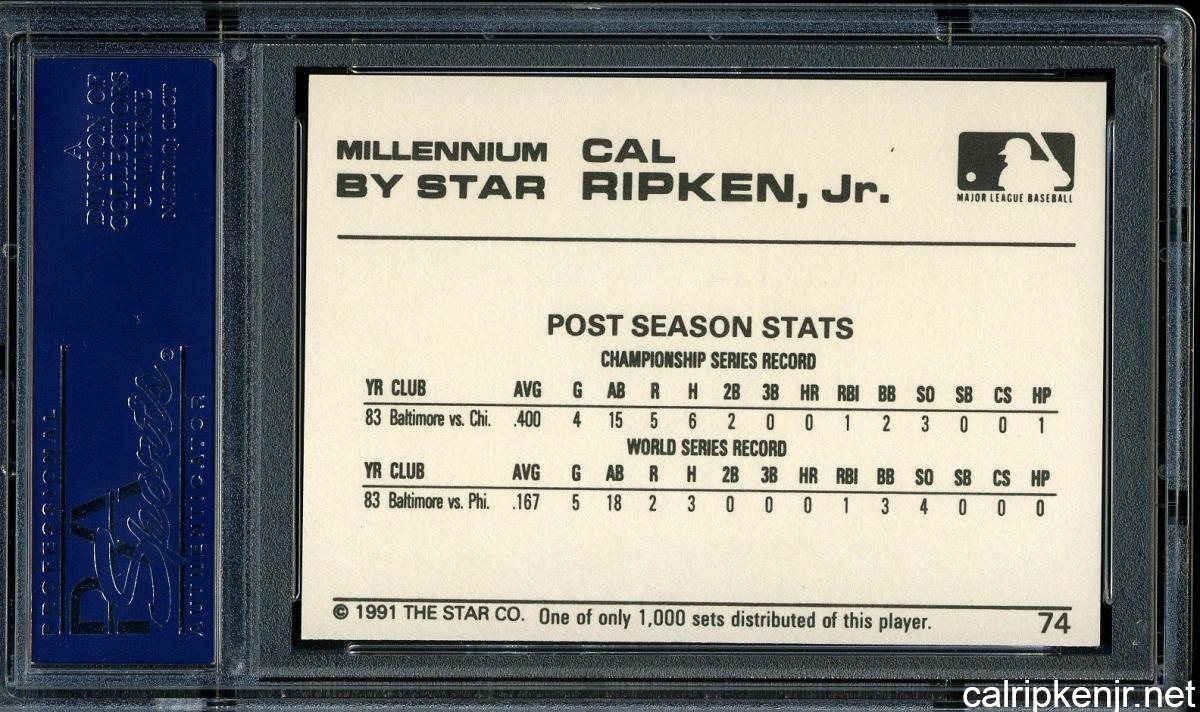 A
DIVISION OF
COLLECTORS
UNIVERSE
NASDAQ: CLCT
PROFESSIONAL
PSA
Sports®
AUTHENTICATOR
MILLENNIUM
BY STAR
CAL
RIPKEN, Jr.
MAJOR LEAGUE BASEBALL
POST SEASON STATS
CHAMPIONSHIP SERIES RECORD
YR CLUB AVG G AB R H 2B 3B HR RBI BB SO SB CS HP
83 Baltimore vs. Chi. .400 4 15 5 6 2 0 0 1 2 3 0 0 1
WORLD SERIES RECORD
YR CLUB AVG G AB R H 2B 3B HR RBI BB SO SB CS HP
83 Baltimore vs. Phi. .167 5 18 2 3 0 0 0 1 3 4 0 0 0
© 1991 THE STAR CO. One of only 1,000 sets distributed of this player. 74
calripkenjr.net